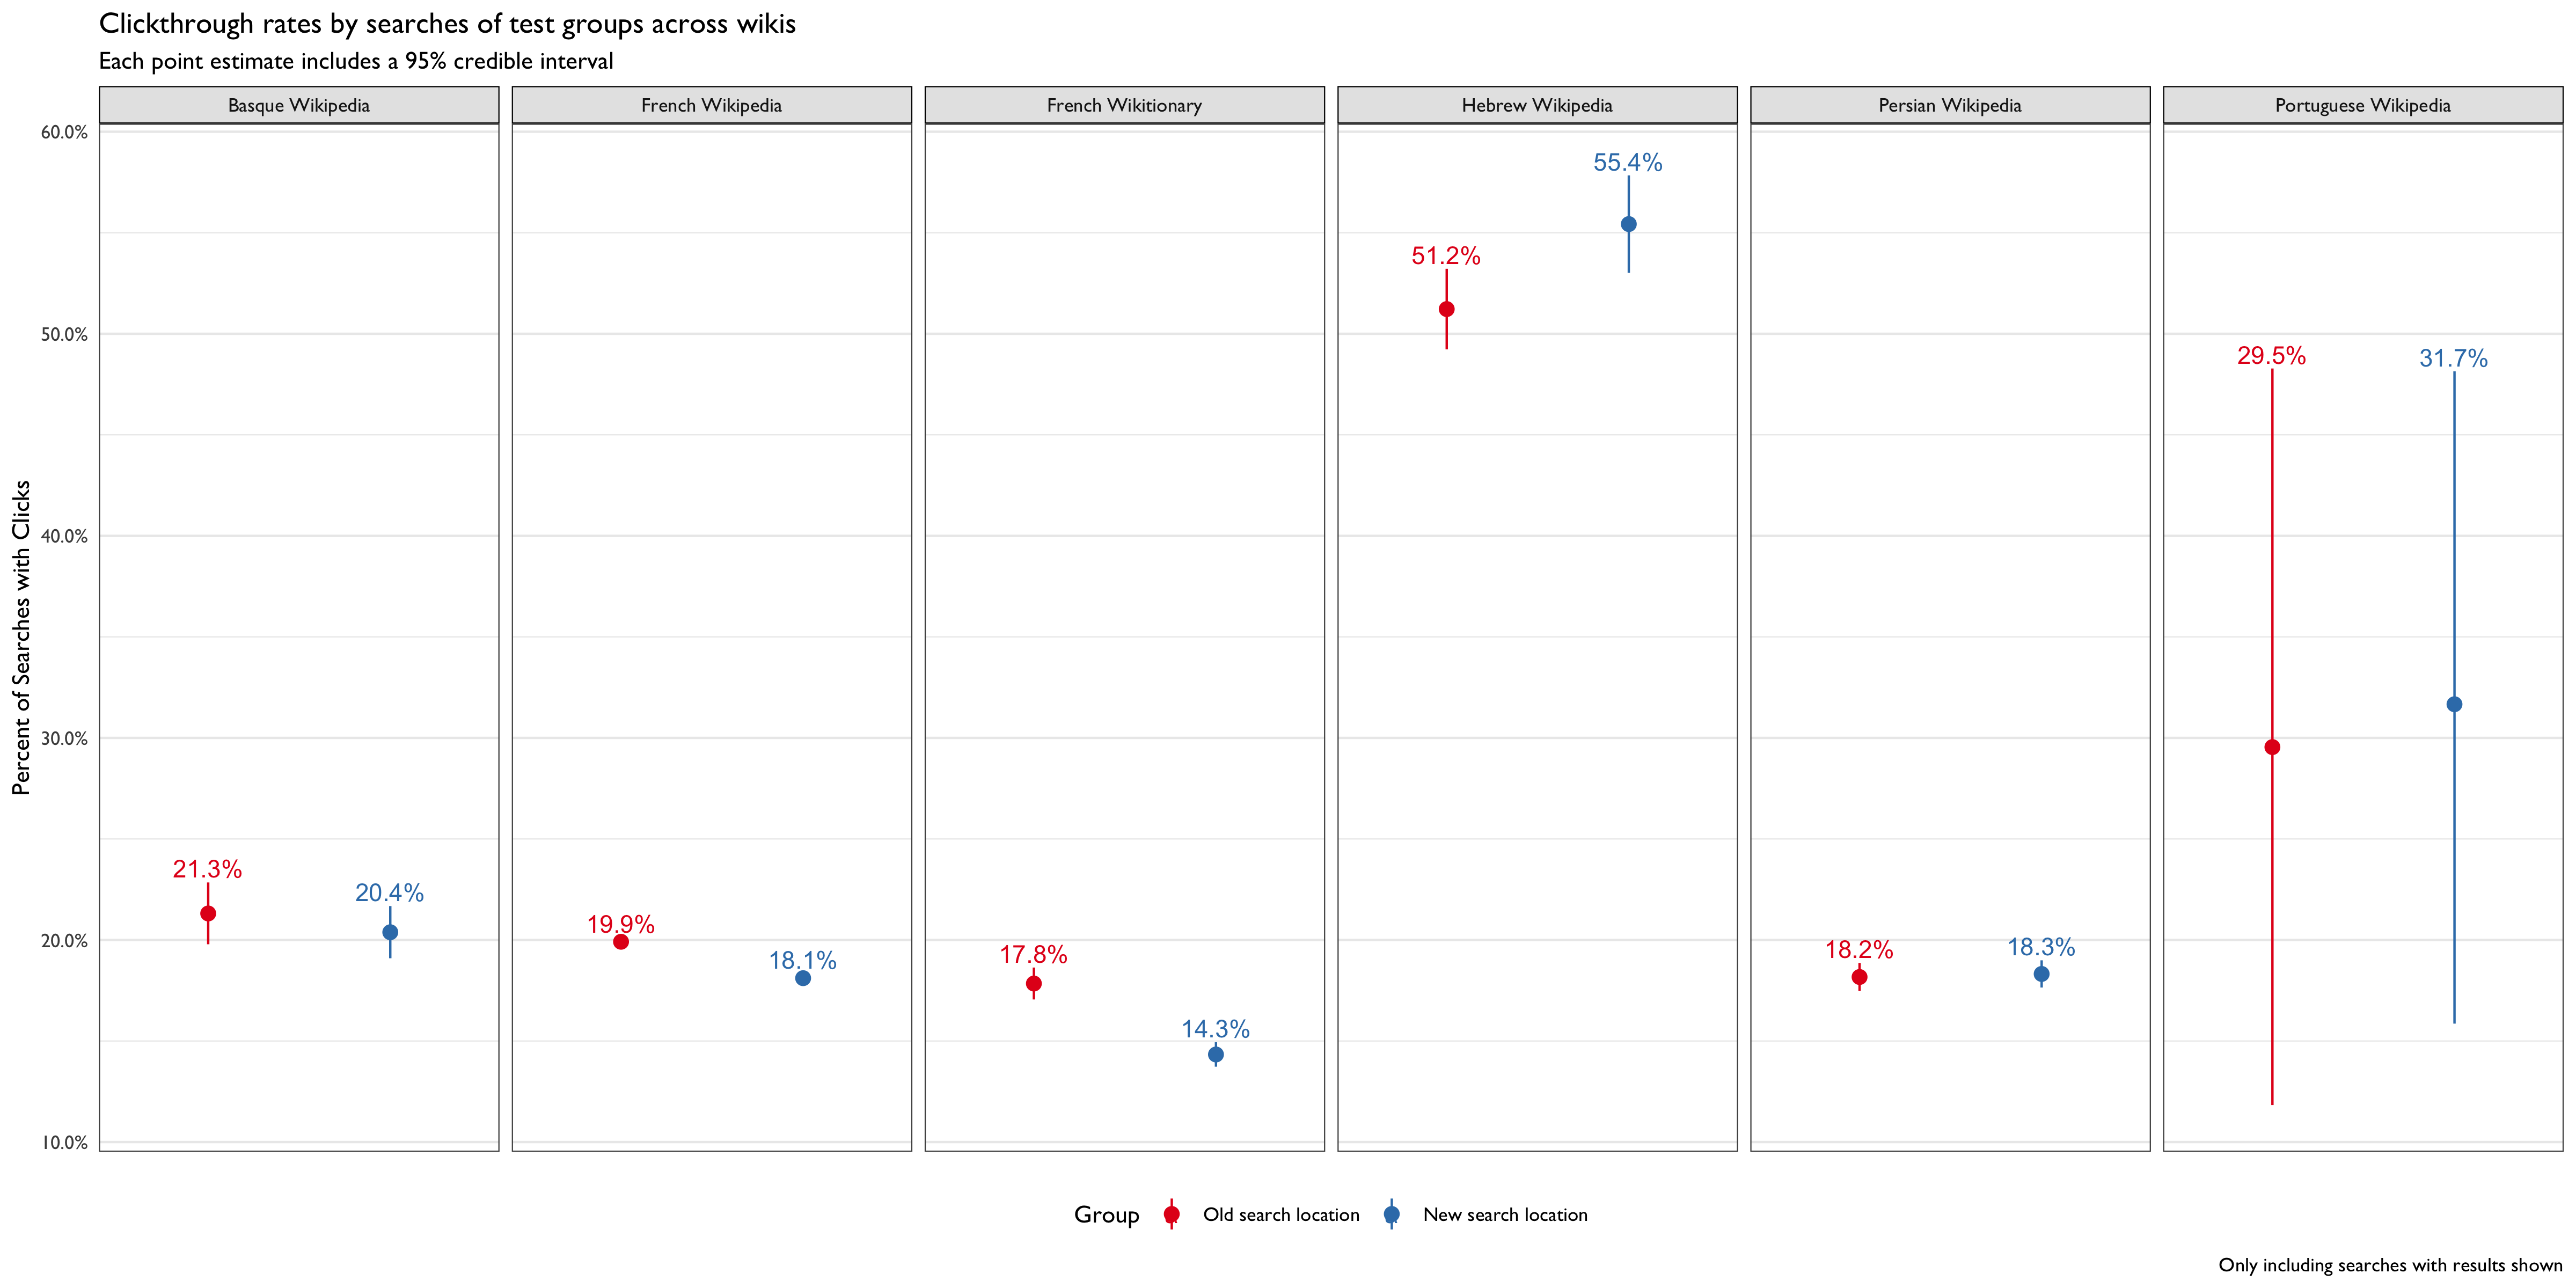 Clickthrough rates by searches of test groups across wikis
Each point estimate includes a 95% credible interval
Basque Wikipedia
French Wikipedia
French Wikitionary
Hebrew Wikipedia
Persian Wikipedia
Portuguese Wikipedia
Percent of Searches with Clicks
60.0%
50.0%
40.0%
30.0%
20.0%
10.0%
21.3%
20.4%
19.9%
18.1%
17.8%
14.3%
51.2%
55.4%
18.2%
18.3%
29.5%
31.7%
Group Old search location New search location
Only including searches with results shown